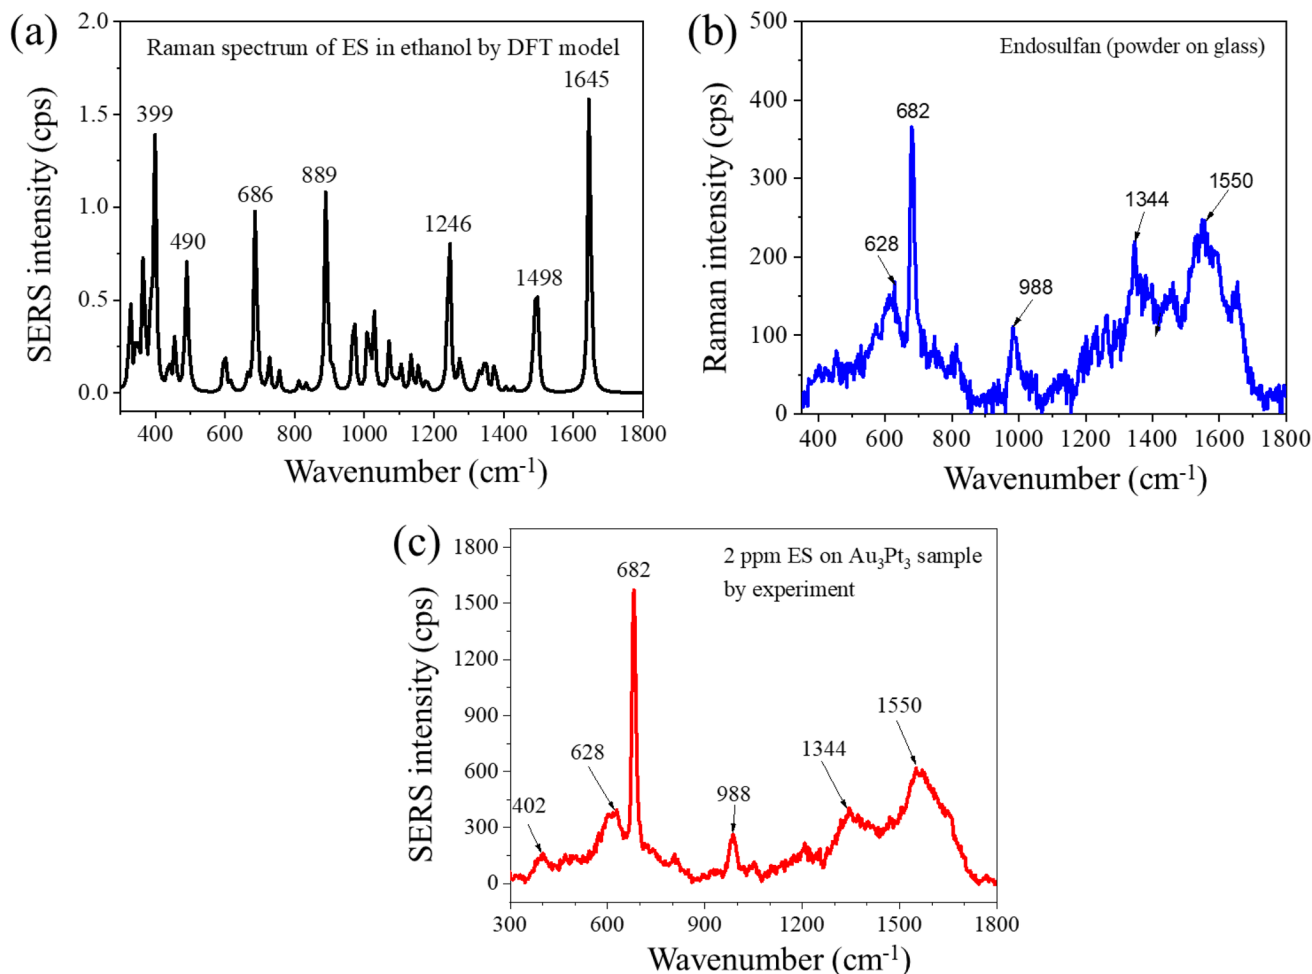 (a)
Raman spectrum of ES in ethanol by DFT model
SERS intensity (cps)
2.0
1.5
1.0
0.5
0.0
399
490
686
889
1246
1498
1645
400 600 800 1000 1200 1400 1600 1800
Wavenumber (cm-1)
(b)
Endosulfan (powder on glass)
Raman intensity (cps)
500
400
300
200
100
0
628
682
988
1344
1550
400 600 800 1000 1200 1400 1600 1800
Wavenumber (cm-1)
(c)
2 ppm ES on Au3Pt3 sample
by experiment
SERS intensity (cps)
1800
1500
1200
900
600
300
0
402
628
682
988
1344
1550
300 600 900 1200 1500 1800
Wavenumber (cm-1)